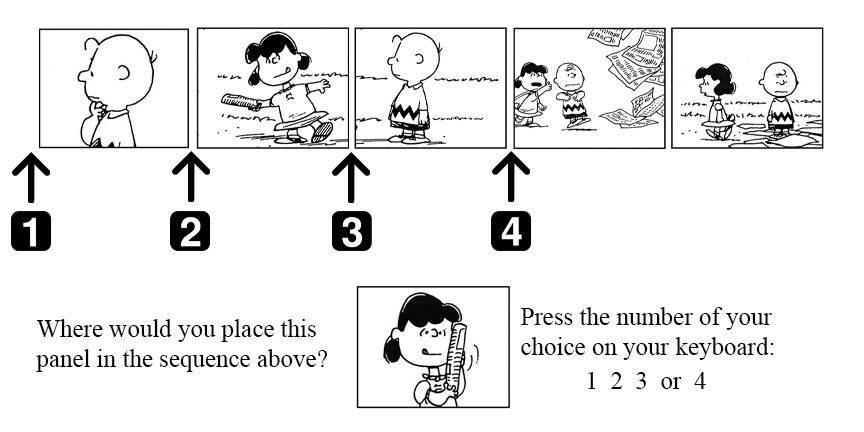 1
2
3
4
Where would you place this
panel in the sequence above?
Press the number of your
choice on your keyboard:
1 2 3 or 4